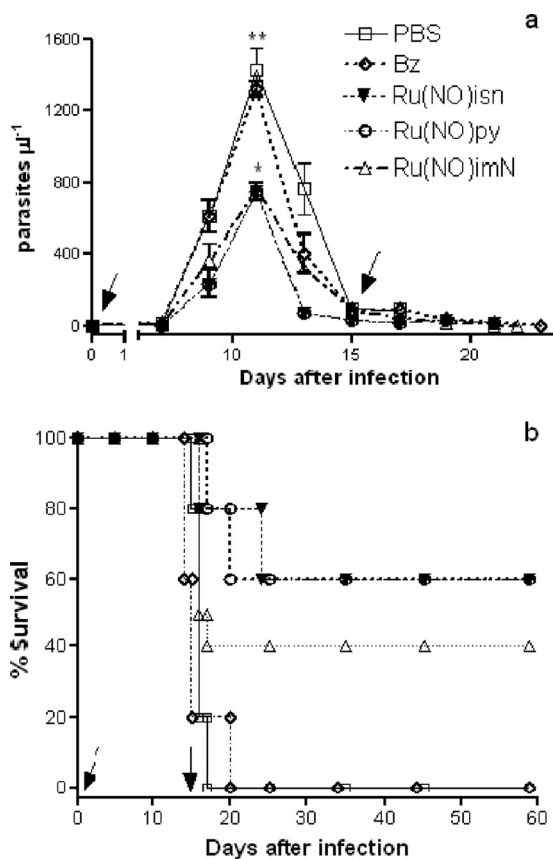 a
PBS
Bz
Ru(NO)isn
Ru(NO)py
Ru(NO)imN
**
*
parasites µl⁻¹
1600
1200
800
400
0
0 1 10 15 20
Days after infection
b
% Survival
100
80
60
40
20
0
0 10 20 30 40 50 60
Days after infection